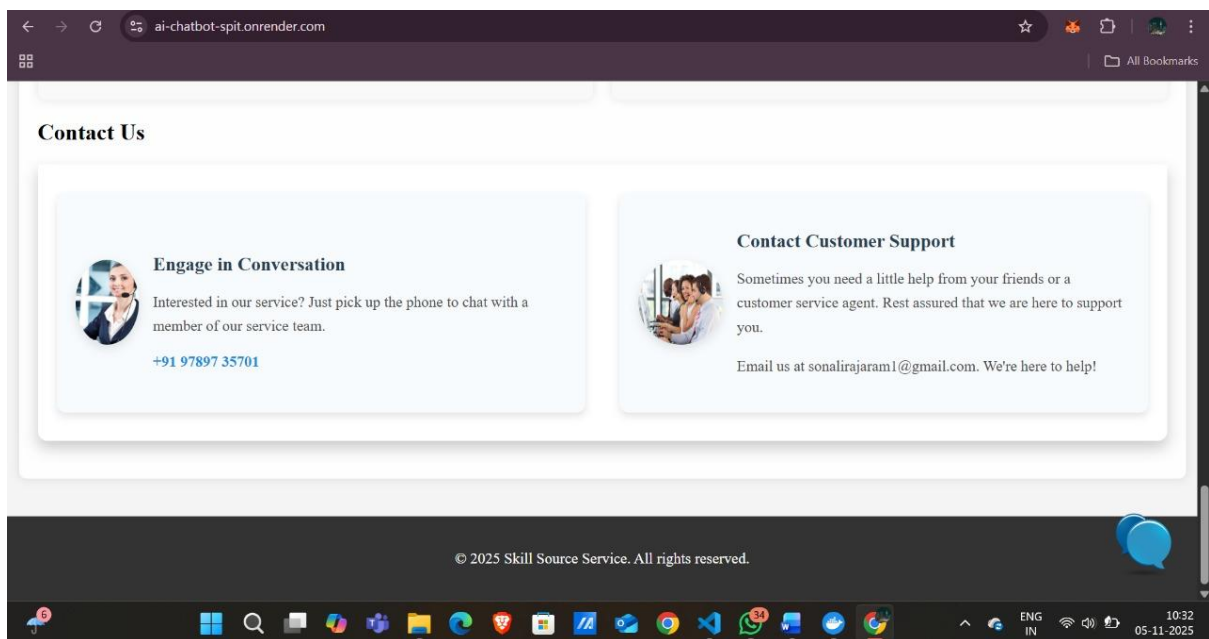 ai-chatbot-spit.onrender.com
All Bookmarks
Contact Us
Engage in Conversation
Interested in our service? Just pick up the phone to chat with a
member of our service team.
+91 97897 35701
Contact Customer Support
Sometimes you need a little help from your friends or a
customer service agent. Rest assured that we are here to support
you.
Email us at sonalirajaram1@gmail.com. We're here to help!
© 2025 Skill Source Service. All rights reserved.
6
34
ENG
IN
10:32
05-11-2025